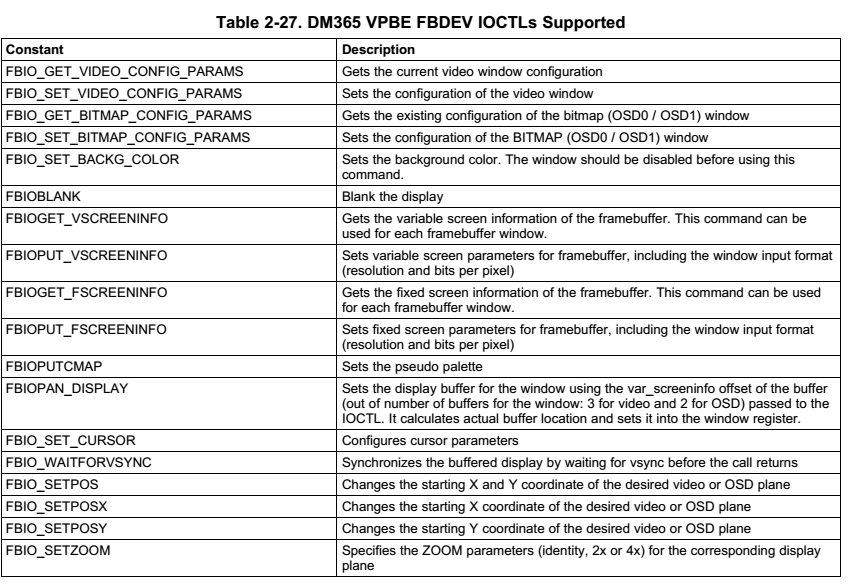 Table 2-27. DM365 VPBE FBDEV IOCTLs Supported
Constant Description
FBIO_GET_VIDEO_CONFIG_PARAMS Gets the current video window configuration
FBIO_SET_VIDEO_CONFIG_PARAMS Sets the configuration of the video window
FBIO_GET_BITMAP_CONFIG_PARAMS Gets the existing configuration of the bitmap (OSD0 / OSD1) window
FBIO_SET_BITMAP_CONFIG_PARAMS Sets the configuration of the BITMAP (OSD0 / OSD1) window
FBIO_SET_BACKG_COLOR Sets the background color. The window should be disabled before using this
command.
FBIOBLANK Blank the display
FBIOGET_VSCREENINFO Gets the variable screen information of the framebuffer. This command can be
used for each framebuffer window.
FBIOPUT_VSCREENINFO Sets variable screen parameters for framebuffer, including the window input format
(resolution and bits per pixel)
FBIOGET_FSCREENINFO Gets the fixed screen information of the framebuffer. This command can be used
for each framebuffer window.
FBIOPUT_FSCREENINFO Sets fixed screen parameters for framebuffer, including the window input format
(resolution and bits per pixel)
FBIOPUTCMAP Sets the pseudo palette
FBIOPAN_DISPLAY Sets the display buffer for the window using the var_screeninfo offset of the buffer
(out of number of buffers for the window: 3 for video and 2 for OSD) passed to the
IOCTL. It calculates actual buffer location and sets it into the window register.
FBIO_SET_CURSOR Configures cursor parameters
FBIO_WAITFORVSYNC Synchronizes the buffered display by waiting for vsync before the call returns
FBIO_SETPOS Changes the starting X and Y coordinate of the desired video or OSD plane
FBIO_SETPOSX Changes the starting X coordinate of the desired video or OSD plane
FBIO_SETPOSY Changes the starting Y coordinate of the desired video or OSD plane
FBIO_SETZOOM Specifies the ZOOM parameters (identity, 2x or 4x) for the corresponding display
plane